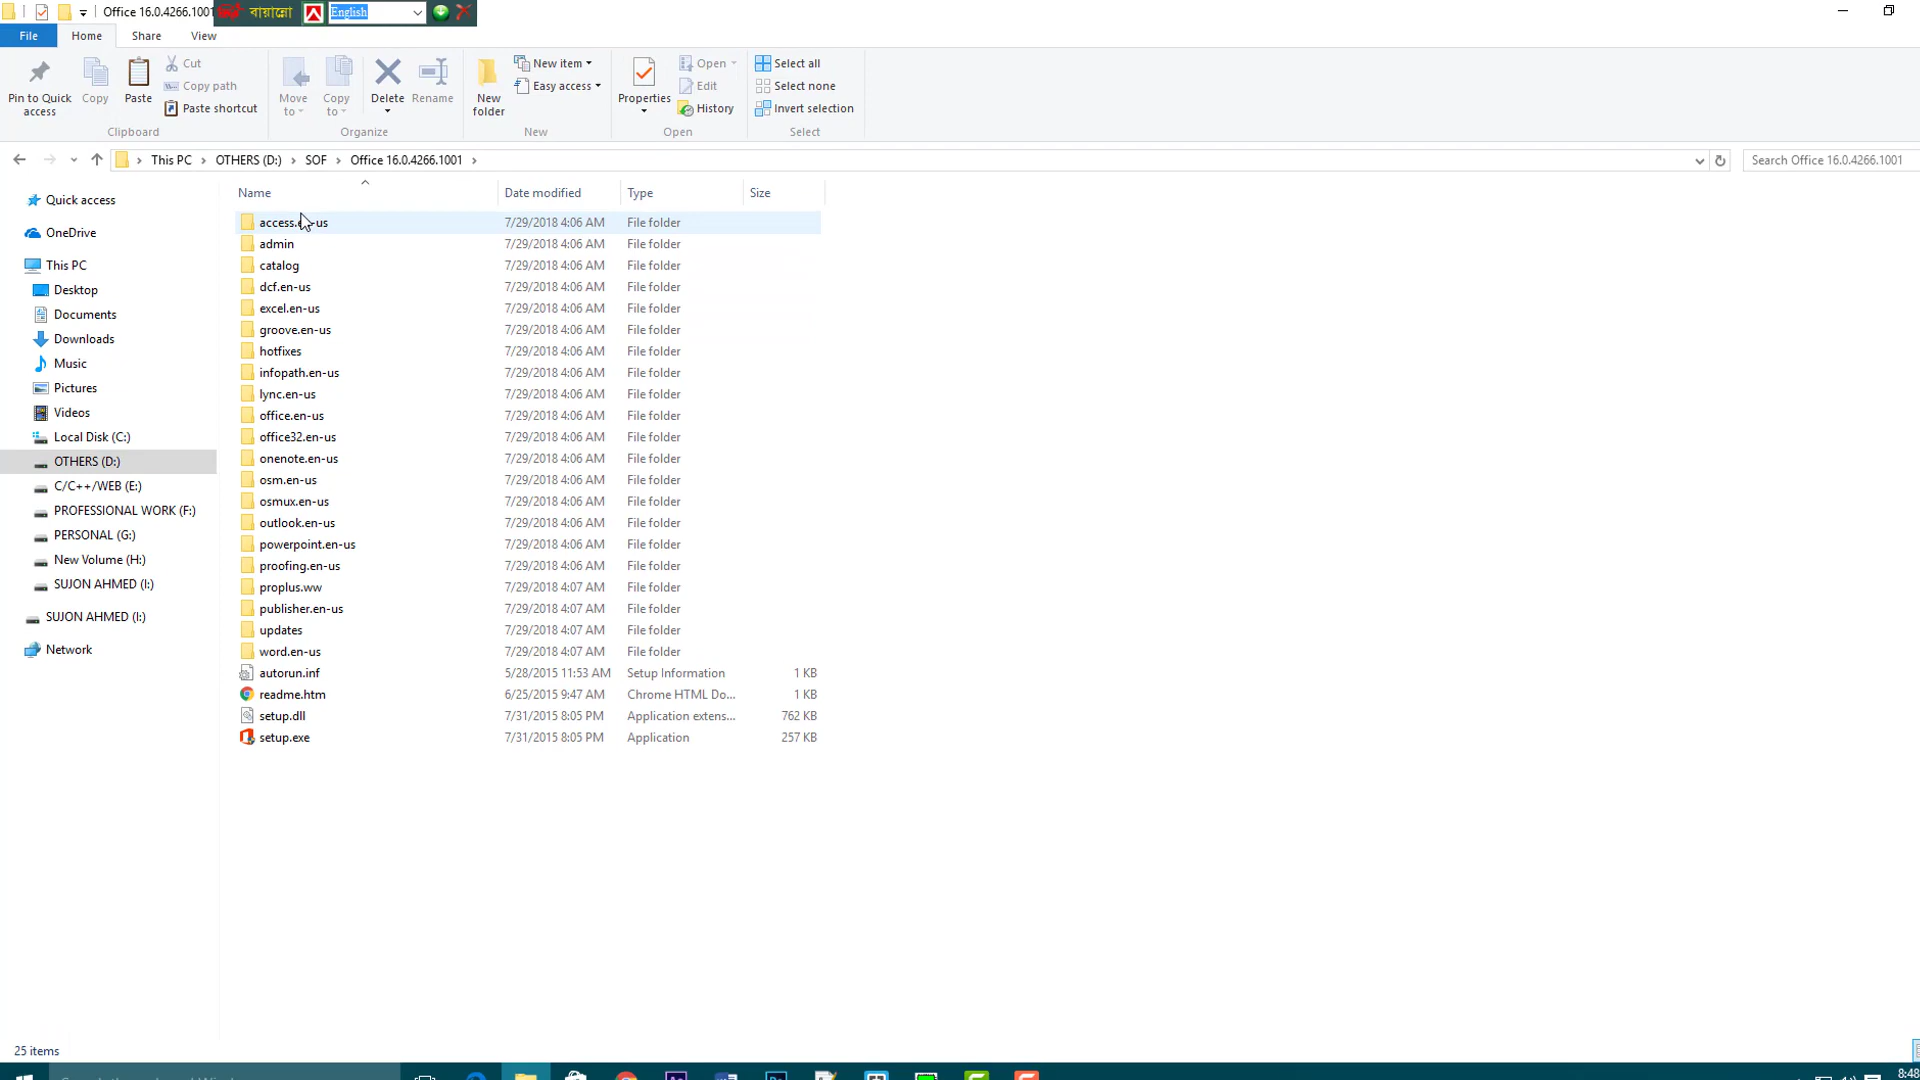 Office 16.0.4266.1001
বায়ান্নো
English
File Home Share View
Pin to Quick access
Copy
Paste
Cut
Copy path
Paste shortcut
Clipboard
Move to
Copy to
Delete
Rename
Organize
New folder
New item
Easy access
New
Properties
Open
Edit
History
Open
Select all
Select none
Invert selection
Select
This PC > OTHERS (D:) > SOF > Office 16.0.4266.1001 >
Search Office 16.0.4266.1001
Quick access
OneDrive
This PC
Desktop
Documents
Downloads
Music
Pictures
Videos
Local Disk (C:)
OTHERS (D:)
C/C++/WEB (E:)
PROFESSIONAL WORK (F:)
PERSONAL (G:)
New Volume (H:)
SUJON AHMED (I:)
SUJON AHMED (I:)
Network
Name Date modified Type Size
access.en-us 7/29/2018 4:06 AM File folder
admin 7/29/2018 4:06 AM File folder
catalog 7/29/2018 4:06 AM File folder
dcf.en-us 7/29/2018 4:06 AM File folder
excel.en-us 7/29/2018 4:06 AM File folder
groove.en-us 7/29/2018 4:06 AM File folder
hotfixes 7/29/2018 4:06 AM File folder
infopath.en-us 7/29/2018 4:06 AM File folder
lync.en-us 7/29/2018 4:06 AM File folder
office.en-us 7/29/2018 4:06 AM File folder
office32.en-us 7/29/2018 4:06 AM File folder
onenote.en-us 7/29/2018 4:06 AM File folder
osm.en-us 7/29/2018 4:06 AM File folder
osmux.en-us 7/29/2018 4:06 AM File folder
outlook.en-us 7/29/2018 4:06 AM File folder
powerpoint.en-us 7/29/2018 4:06 AM File folder
proofing.en-us 7/29/2018 4:06 AM File folder
proplus.ww 7/29/2018 4:07 AM File folder
publisher.en-us 7/29/2018 4:07 AM File folder
updates 7/29/2018 4:07 AM File folder
word.en-us 7/29/2018 4:07 AM File folder
autorun.inf 5/28/2015 11:53 AM Setup Information 1 KB
readme.htm 6/25/2015 9:47 AM Chrome HTML Do... 1 KB
setup.dll 7/31/2015 8:05 PM Application extens... 762 KB
setup.exe 7/31/2015 8:05 PM Application 257 KB
25 items
8:48